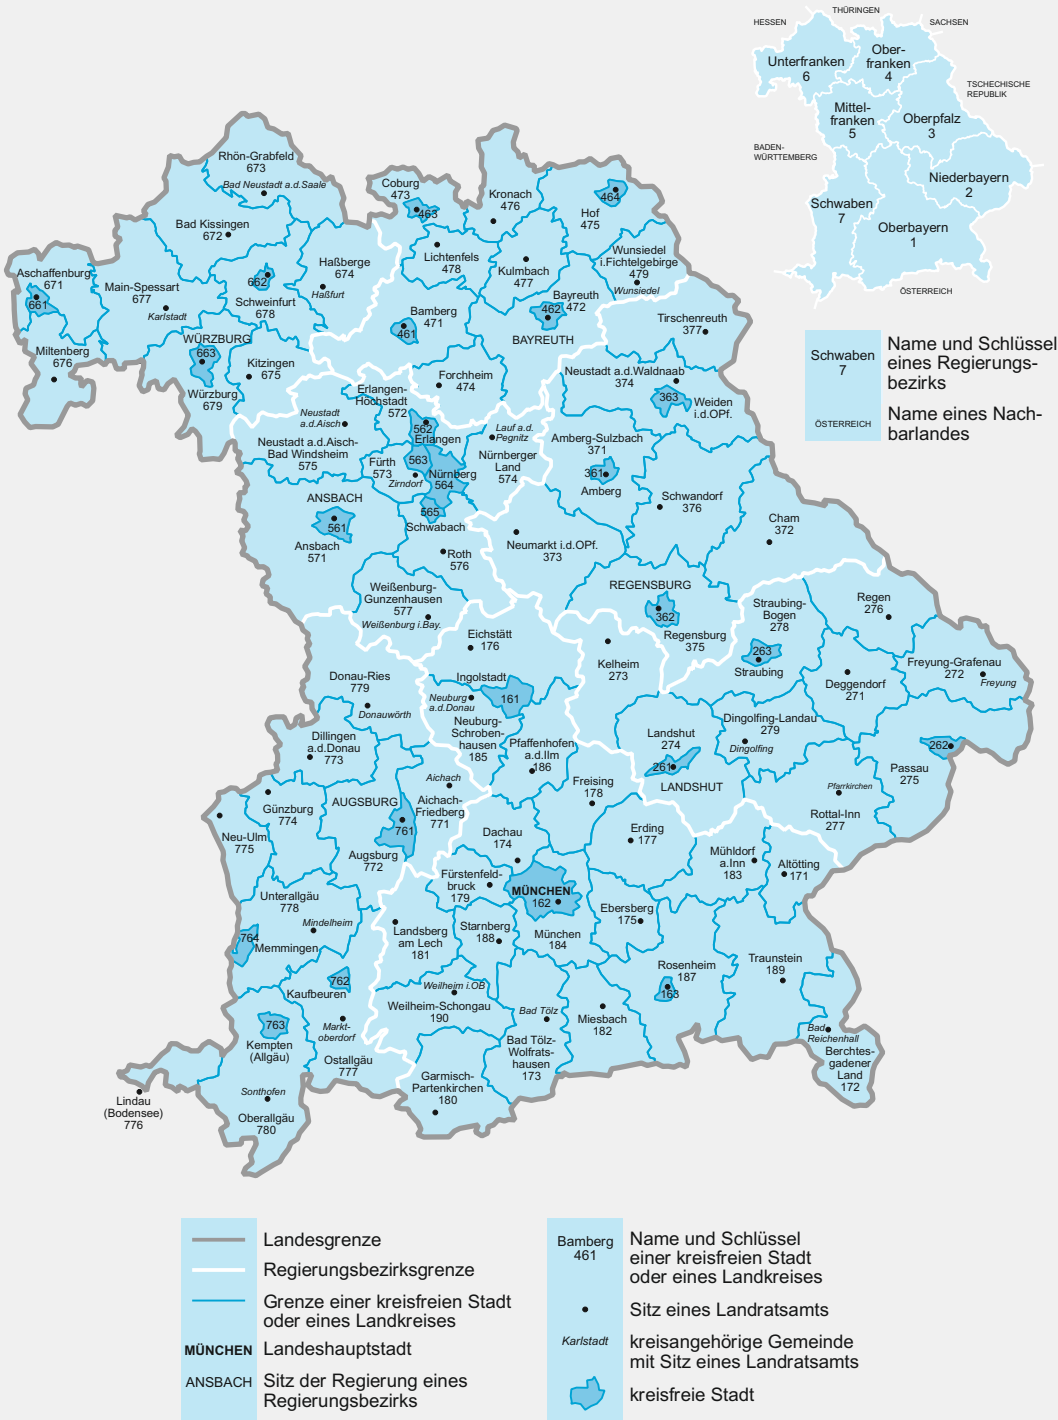 THÜRINGEN
HESSEN
SACHSEN
Ober-
franken
4
Unterfranken
6
TSCHECHISCHE
REPUBLIK
Mittel-
franken
5
Oberpfalz
3
BADEN-
WÜRTTEMBERG
Niederbayern
2
Schwaben
7
Oberbayern
1
ÖSTERREICH
Schwaben
7
Name und Schlüssel
eines Regierungs-
bezirks
ÖSTERREICH
Name eines Nach-
barlandes
Rhön-Grabfeld
673
Bad Neustadt a.d.Saale
Coburg
473
463
Kronach
476
464
Hof
475
Bad Kissingen
672
Haßberge
674
Haßfurt
Lichtenfels
478
Kulmbach
477
Wunsiedel
i.Fichtelgebirge
479
Wunsiedel
Aschaffenburg
671
661
Main-Spessart
677
Karlstadt
662
Schweinfurt
678
Bamberg
471
461
Bayreuth
472
462
BAYREUTH
Tirschenreuth
377
Miltenberg
676
WÜRZBURG
663
Würzburg
679
Kitzingen
675
Forchheim
474
Erlangen-
Höchstadt
572
562
Erlangen
Neustadt a.d.Waldnaab
374
363
Weiden
i.d.OPf.
Neustadt
a.d.Aisch
Neustadt a.d.Aisch-
Bad Windsheim
575
Lauf a.d.
Pegnitz
Nürnberger
Land
574
Fürth
573
563
Zirndorf
Nürnberg
564
565
Schwabach
Amberg-Sulzbach
371
361
Amberg
Schwandorf
376
ANSBACH
561
Ansbach
571
Roth
576
Neumarkt i.d.OPf.
373
Cham
372
Weißenburg-
Gunzenhausen
577
Weißenburg i.Bay.
REGENSBURG
362
Regensburg
375
Straubing-
Bogen
278
263
Straubing
Regen
276
Eichstätt
176
Kelheim
273
Deggendorf
271
Freyung-Grafenau
272
Freyung
Donau-Ries
779
Donauwörth
Ingolstadt
161
Neuburg
a.d.Donau
Neuburg-
Schroben-
hausen
185
Pfaffenhofen
a.d.Ilm
186
Landshut
274
261
LANDSHUT
Dingolfing-Landau
279
Dingolfing
262
Passau
275
Dillingen
a.d.Donau
773
Aichach
Aichach-
Friedberg
771
Freising
178
Pfarrkirchen
Rottal-Inn
277
Günzburg
774
AUGSBURG
761
Augsburg
772
Neu-Ulm
775
Dachau
174
Erding
177
Mühldorf
a.Inn
183
Altötting
171
Fürstenfeld-
bruck
179
MÜNCHEN
162
München
184
Ebersberg
175
Unterallgäu
778
Mindelheim
764
Memmingen
Landsberg
am Lech
181
Starnberg
188
Rosenheim
187
163
Traunstein
189
762
Kaufbeuren
Weilheim i.OB
Weilheim-Schongau
190
Bad Tölz
Bad Tölz-
Wolfrats-
hausen
173
Miesbach
182
Bad
Reichenhall
Berchtes-
gadener
Land
172
763
Kempten
(Allgäu)
Markt-
oberdorf
Ostallgäu
777
Garmisch-
Partenkirchen
180
Lindau
(Bodensee)
776
Sonthofen
Oberallgäu
780
Landesgrenze
Regierungsbezirksgrenze
Grenze einer kreisfreien Stadt
oder eines Landkreises
MÜNCHEN Landeshauptstadt
ANSBACH Sitz der Regierung eines
Regierungsbezirks
Bamberg
461
Name und Schlüssel
einer kreisfreien Stadt
oder eines Landkreises
Sitz eines Landratsamts
Karlstadt kreisangehörige Gemeinde
mit Sitz eines Landratsamts
kreisfreie Stadt